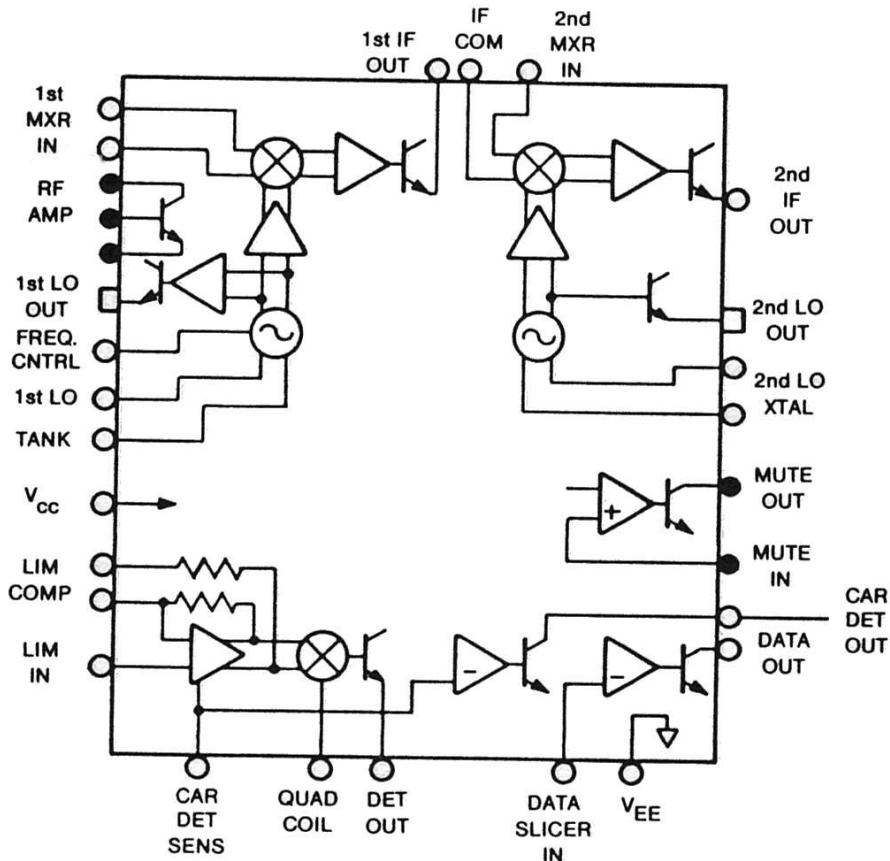 1st IF
OUT
IF
COM
2nd
MXR
IN
1st
MXR
IN
RF
AMP
1st LO
OUT
FREQ.
CNTRL
1st LO
TANK
VCC
LIM
COMP
LIM
IN
2nd
IF
OUT
2nd LO
OUT
2nd LO
XTAL
MUTE
OUT
+
MUTE
IN
CAR
DET
OUT
DATA
OUT
−
−
CAR
DET
SENS
QUAD
COIL
DET
OUT
DATA
SLICER
IN
VEE